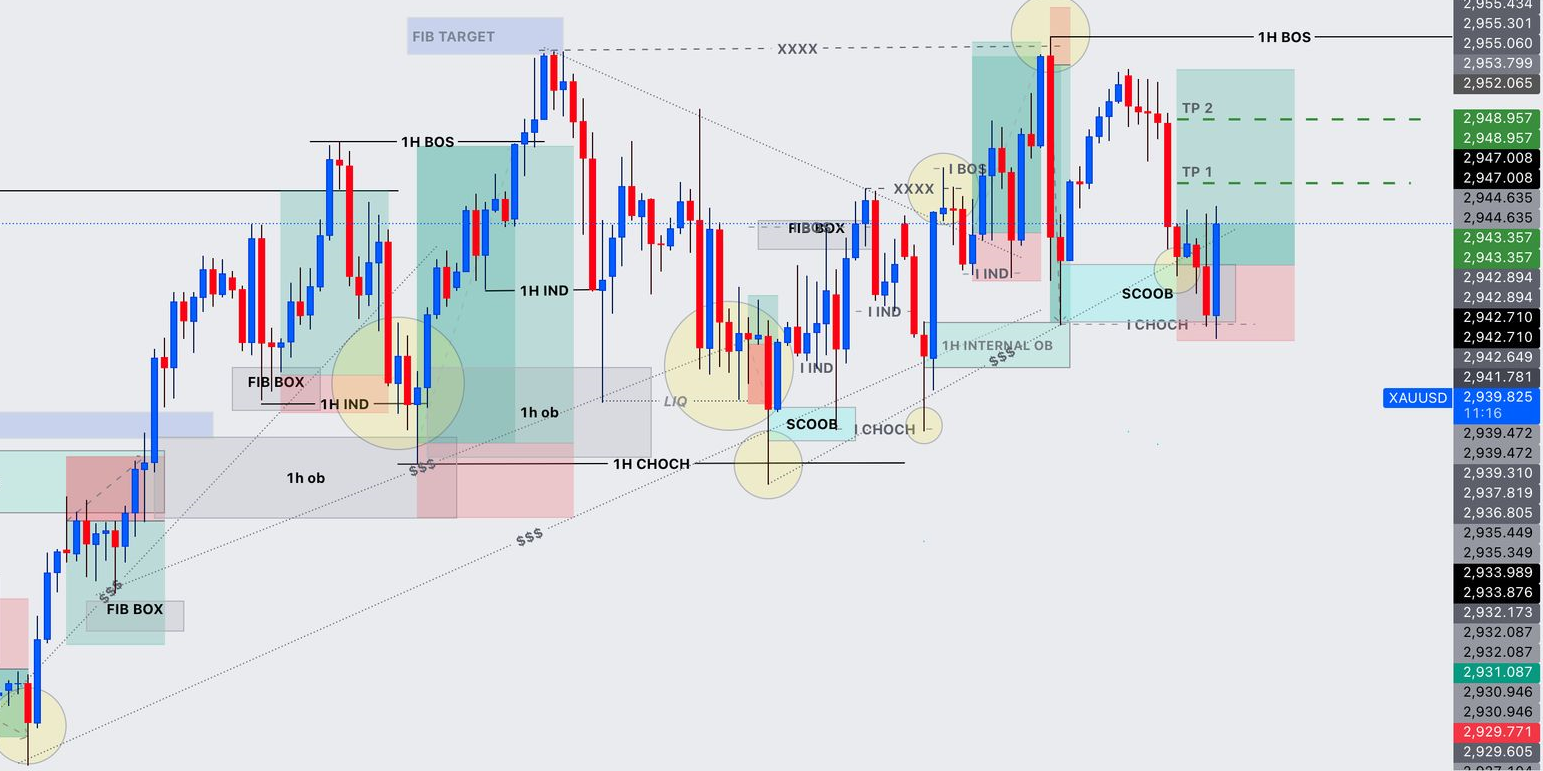 FIB TARGET
XXXX
1H BOS
1H BOS
TP 2
I BOS
TP 1
XXXX
FIB BOX
I IND
1H IND
SCOOB
I IND
I CHOCH
1H INTERNAL OB
$$$
I IND
FIB BOX
1H IND
LIQ
1h ob
SCOOB
I CHOCH
1H CHOCH
$$$
1h ob
$$$
$$$
FIB BOX
2,955.434
2,955.301
2,955.060
2,953.799
2,952.065
2,948.957
2,948.957
2,947.008
2,947.008
2,944.635
2,944.635
2,943.357
2,943.357
2,942.894
2,942.894
2,942.710
2,942.710
2,942.649
2,941.781
XAUUSD 2,939.825
11:16
2,939.472
2,939.472
2,939.310
2,937.819
2,936.805
2,935.449
2,935.349
2,933.989
2,933.876
2,932.173
2,932.087
2,932.087
2,931.087
2,930.946
2,930.946
2,929.771
2,929.605